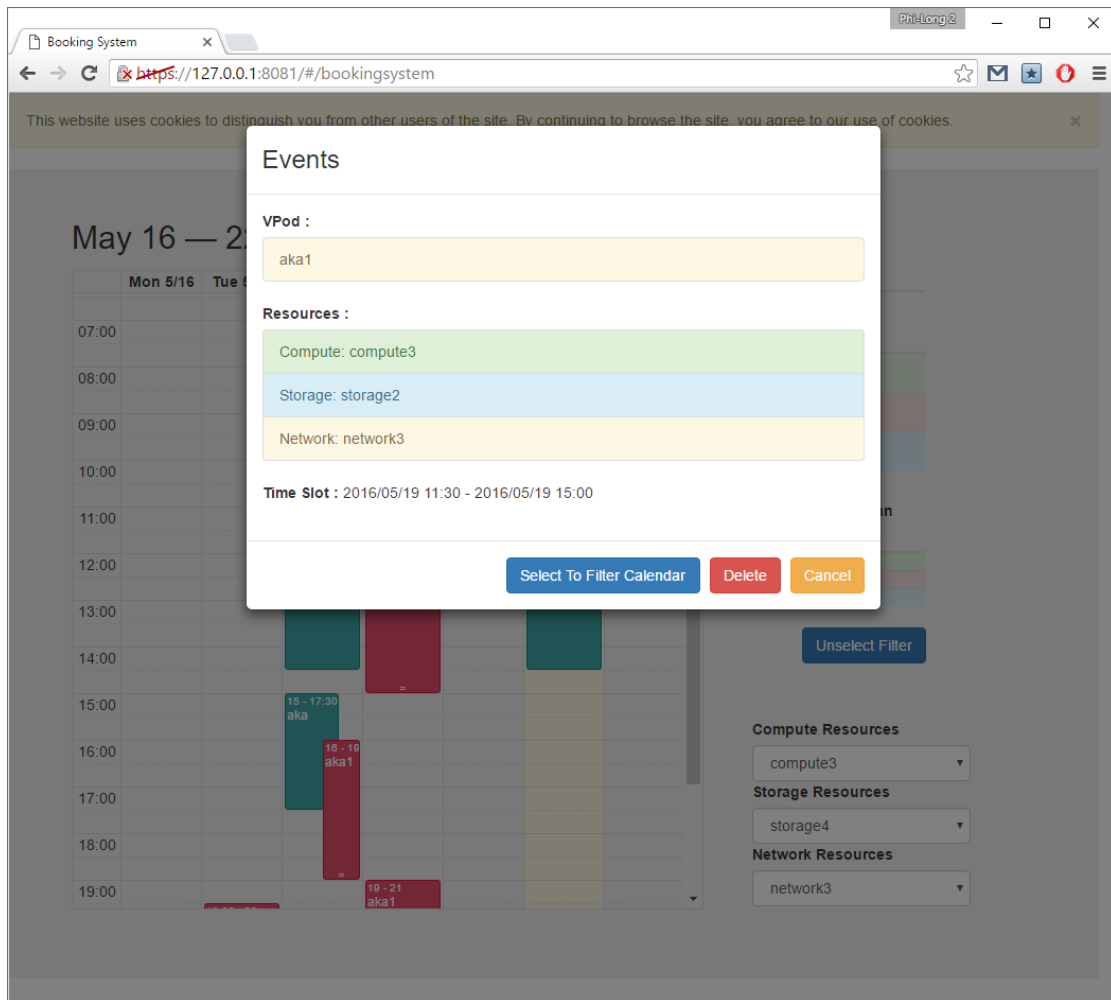 Phi-Long 2
Booking System
https://127.0.0.1:8081/#/bookingsystem
This website uses cookies to distinguish you from other users of the site. By continuing to browse the site, you agree to our use of cookies.
Events
VPod :
aka1
Resources :
Compute: compute3
Storage: storage2
Network: network3
Time Slot : 2016/05/19 11:30 - 2016/05/19 15:00
Select To Filter Calendar
Delete
Cancel
May 16 — 2
Mon 5/16 Tue
07:00
08:00
09:00
10:00
11:00
12:00
13:00
14:00
15:00
16:00
17:00
18:00
19:00
15 - 17:30
aka
16 - 19
aka1
19 - 21
aka1
Unselect Filter
Compute Resources
compute3
Storage Resources
storage4
Network Resources
network3